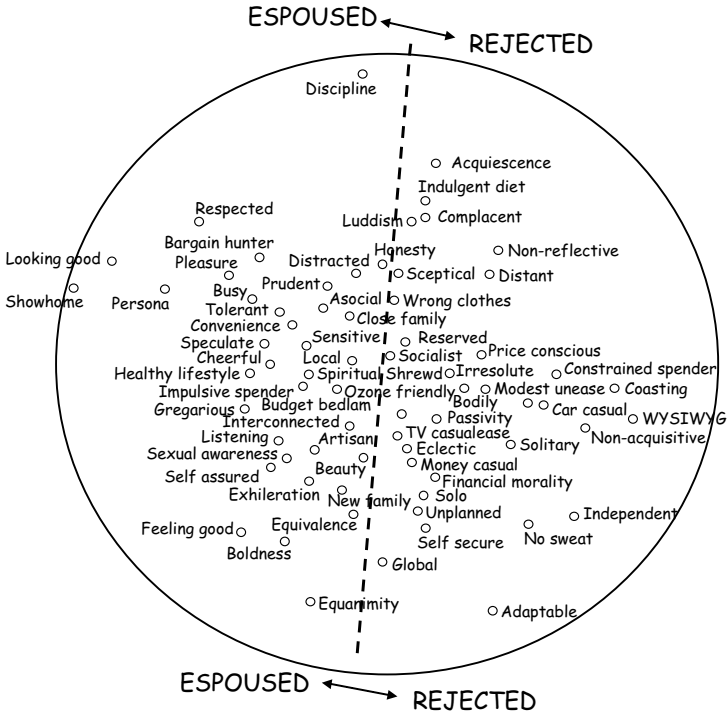 ESPOUSED
REJECTED
Discipline
Acquiescence
Indulgent diet
Respected
Luddism
Complacent
Bargain hunter
Honesty
Non-reflective
Looking good
Pleasure
Distracted
Sceptical
Distant
Showhome
Persona
Busy
Prudent
Asocial
Wrong clothes
Tolerant
Close family
Convenience
Sensitive
Reserved
Speculate
Cheerful
Local
Socialist
Price conscious
Healthy lifestyle
Spiritual
Shrewd
Irresolute
Constrained spender
Impulsive spender
Ozone friendly
Modest unease
Coasting
Gregarious
Budget bedlam
Bodily
Car casual
Interconnected
Passivity
WYSIWYG
Listening
Artisan
TV casualease
Solitary
Non-acquisitive
Sexual awareness
Eclectic
Self assured
Beauty
Money casual
Exhileration
New family
Financial morality
Solo
Feeling good
Equivalence
Unplanned
Independent
Boldness
Self secure
No sweat
Global
Equanimity
Adaptable
ESPOUSED
REJECTED